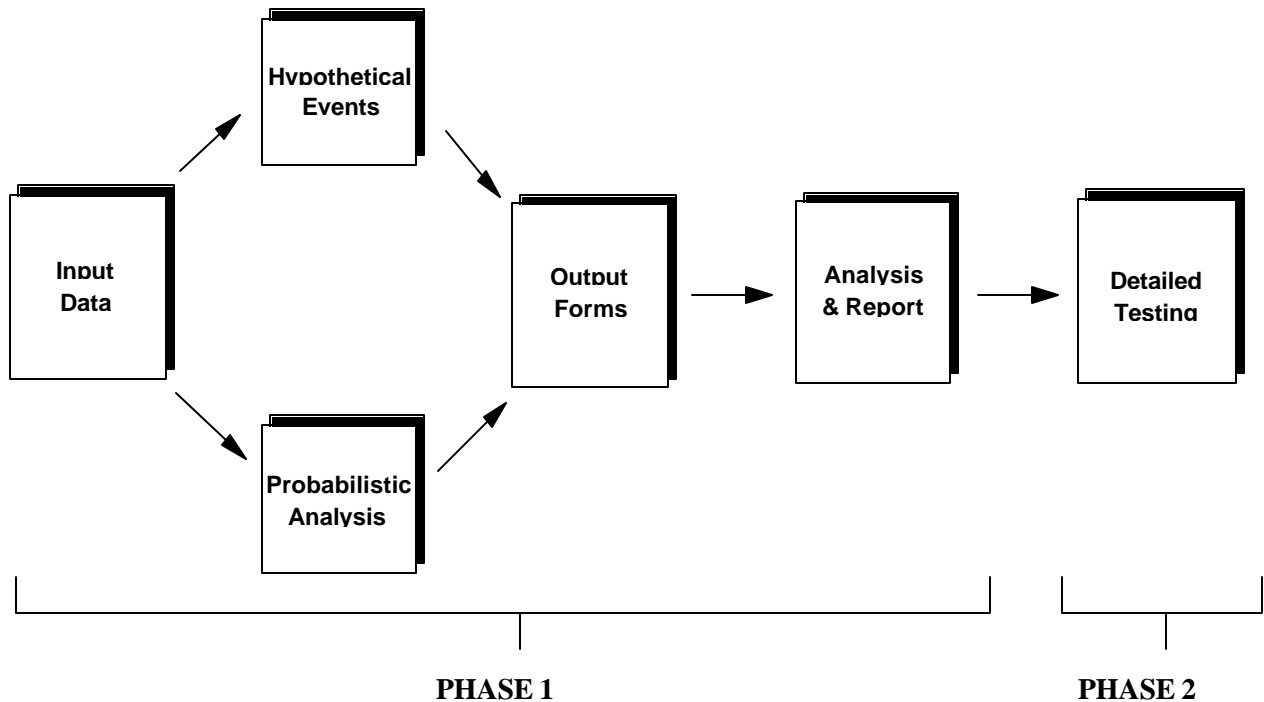 Hypothetical
Events
Input
Data
Output
Forms
Analysis
& Report
Detailed
Testing
Probabilistic
Analysis
PHASE 1
PHASE 2